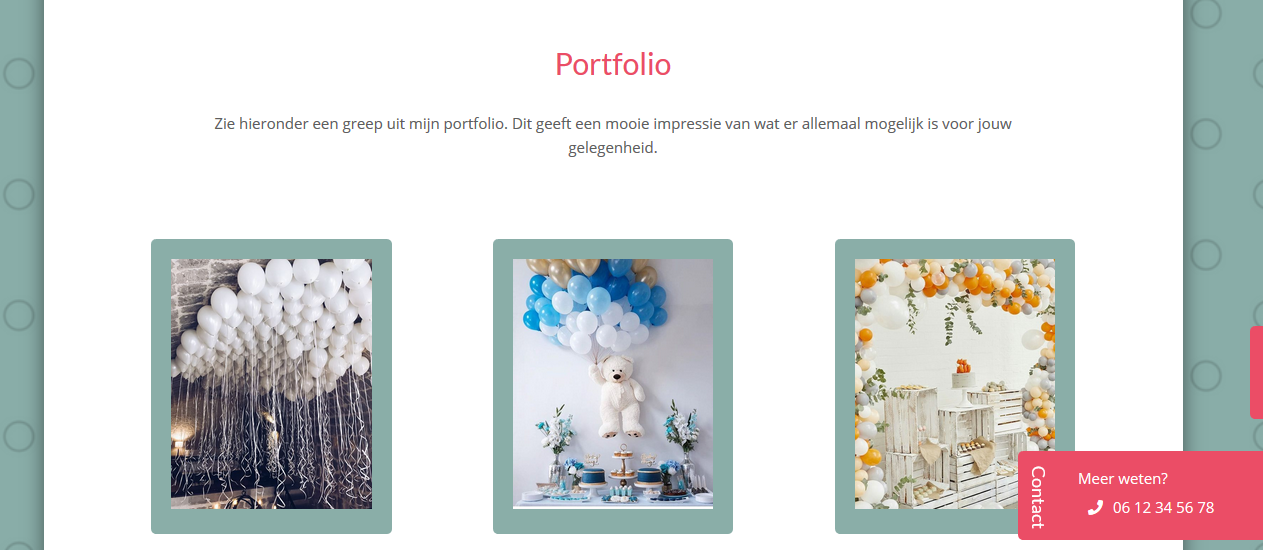 Portfolio
Zie hieronder een greep uit mijn portfolio. Dit geeft een mooie impressie van wat er allemaal mogelijk is voor jouw
gelegenheid.
Contact
Meer weten?
06 12 34 56 78